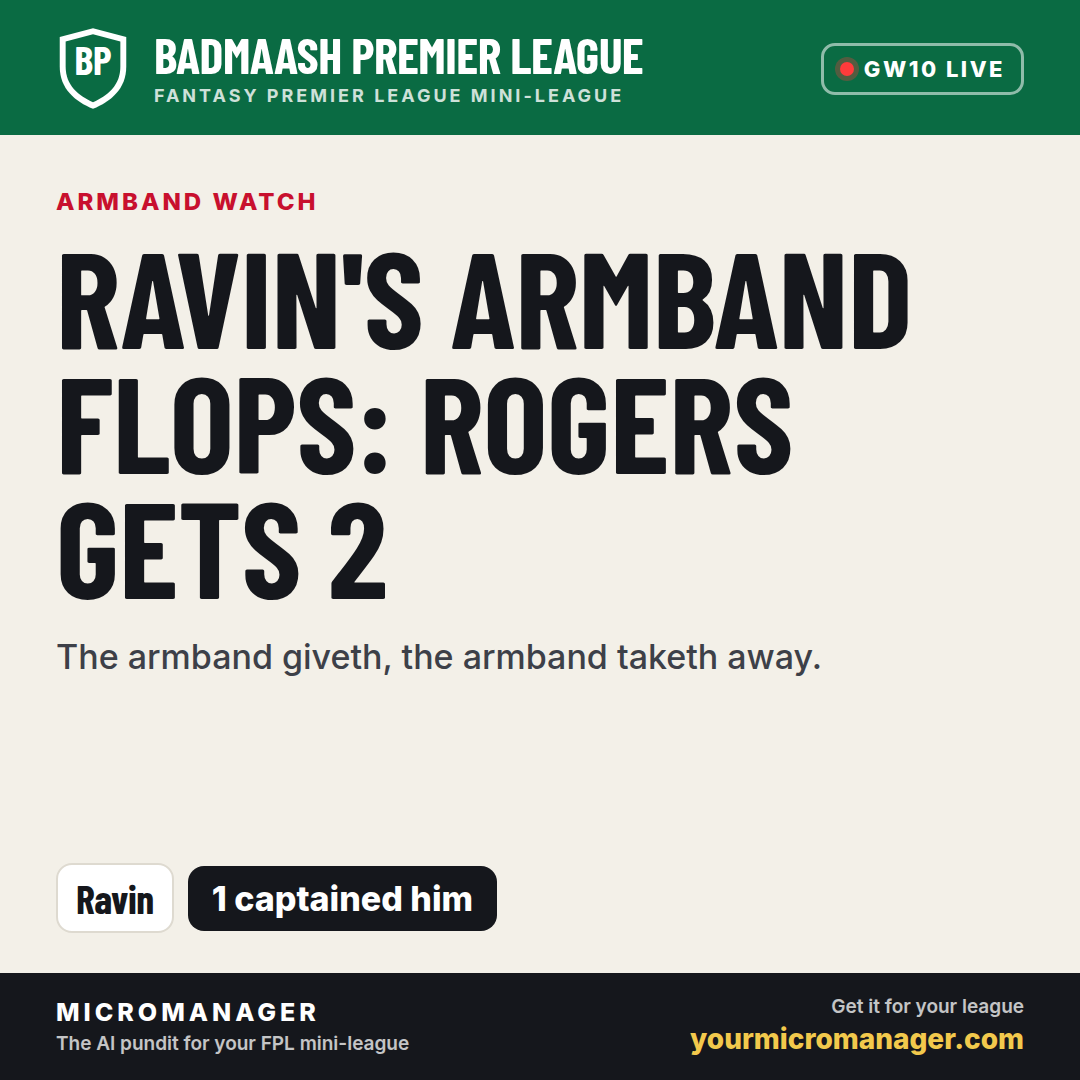 BP
BADMAASH PREMIER LEAGUE
FANTASY PREMIER LEAGUE MINI-LEAGUE
GW10 LIVE
ARMBAND WATCH
RAVIN'S ARMBAND
FLOPS: ROGERS
GETS 2
The armband giveth, the armband taketh away.
Ravin
1 captained him
MICROMANAGER
The AI pundit for your FPL mini-league
Get it for your league
yourmicromanager.com